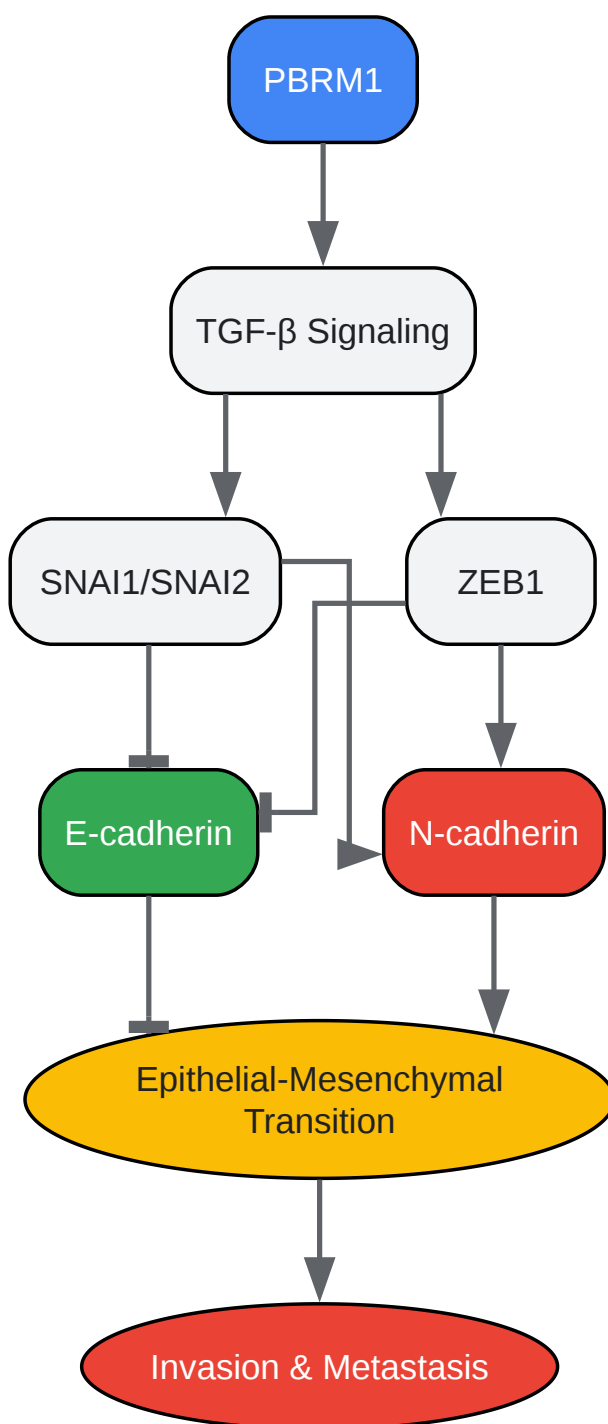 PBRM1
TGF-β Signaling
SNAI1/SNAI2
ZEB1
E-cadherin
N-cadherin
Epithelial-Mesenchymal
Transition
Invasion & Metastasis